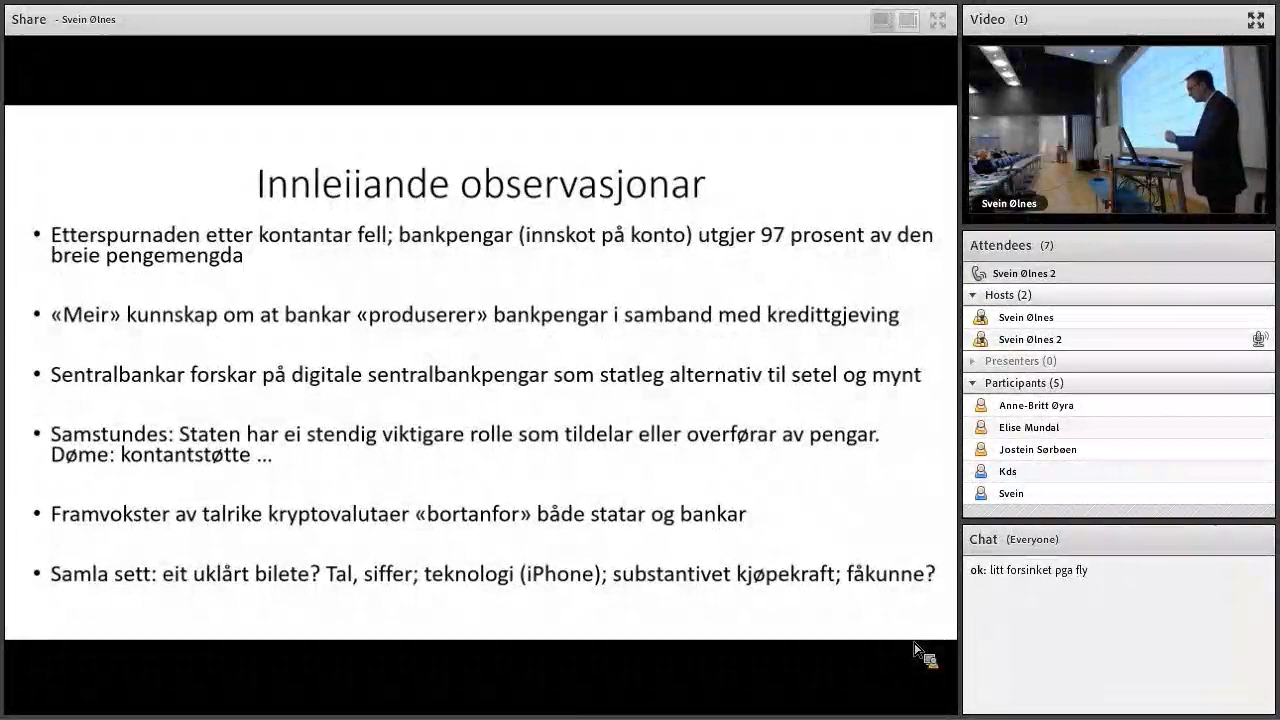 Share - Svein Ølnes
Innleiiande observasjonar
• Etterspurnaden etter kontantar fell; bankpengar (innskot på konto) utgjer 97 prosent av den
breie pengemengda
• «Meir» kunnskap om at bankar «produserer» bankpengar i samband med kredittgjeving
• Sentralbankar forskar på digitale sentralbankpengar som statleg alternativ til setel og mynt
• Samstundes: Staten har ei stendig viktigare rolle som tildelar eller overførar av pengar.
Døme: kontantstøtte ...
• Framvokster av talrike kryptovalutaer «bortanfor» både statar og bankar
• Samla sett: eit uklårt bilete? Tal, siffer; teknologi (iPhone); substantivet kjøpekraft; fåkunne?
Video (1)
Svein Ølnes
Attendees (7)
Svein Ølnes 2
Hosts (2)
Svein Ølnes
Svein Ølnes 2
Presenters (0)
Participants (5)
Anne-Britt Øyra
Elise Mundal
Jostein Sørbøen
Kds
Svein
Chat (Everyone)
ok: litt forsinket pga fly